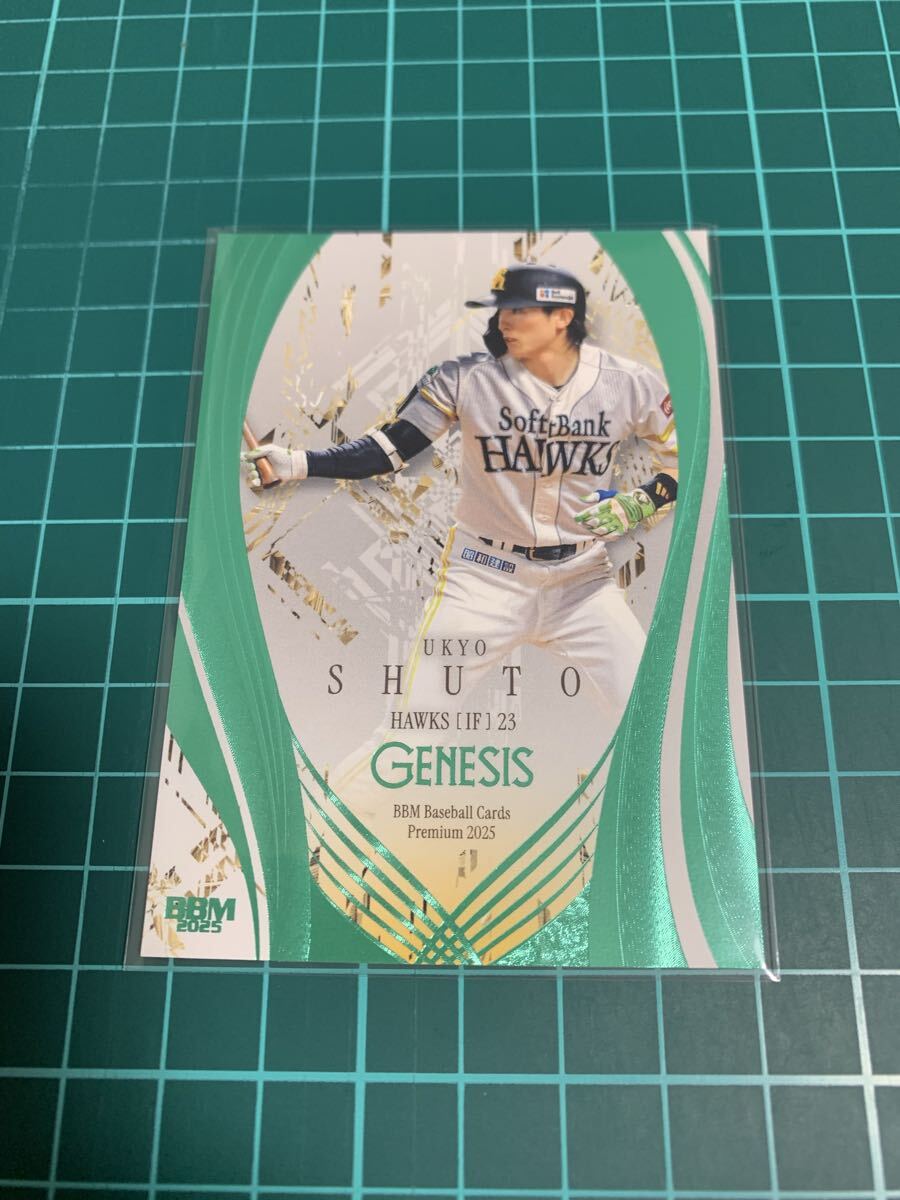 SoftBank
HAWKS
UKYO
SHUTO
HAWKS [ IF ] 23
GENESIS
BBM Baseball Cards
Premium 2025
BBM
2025